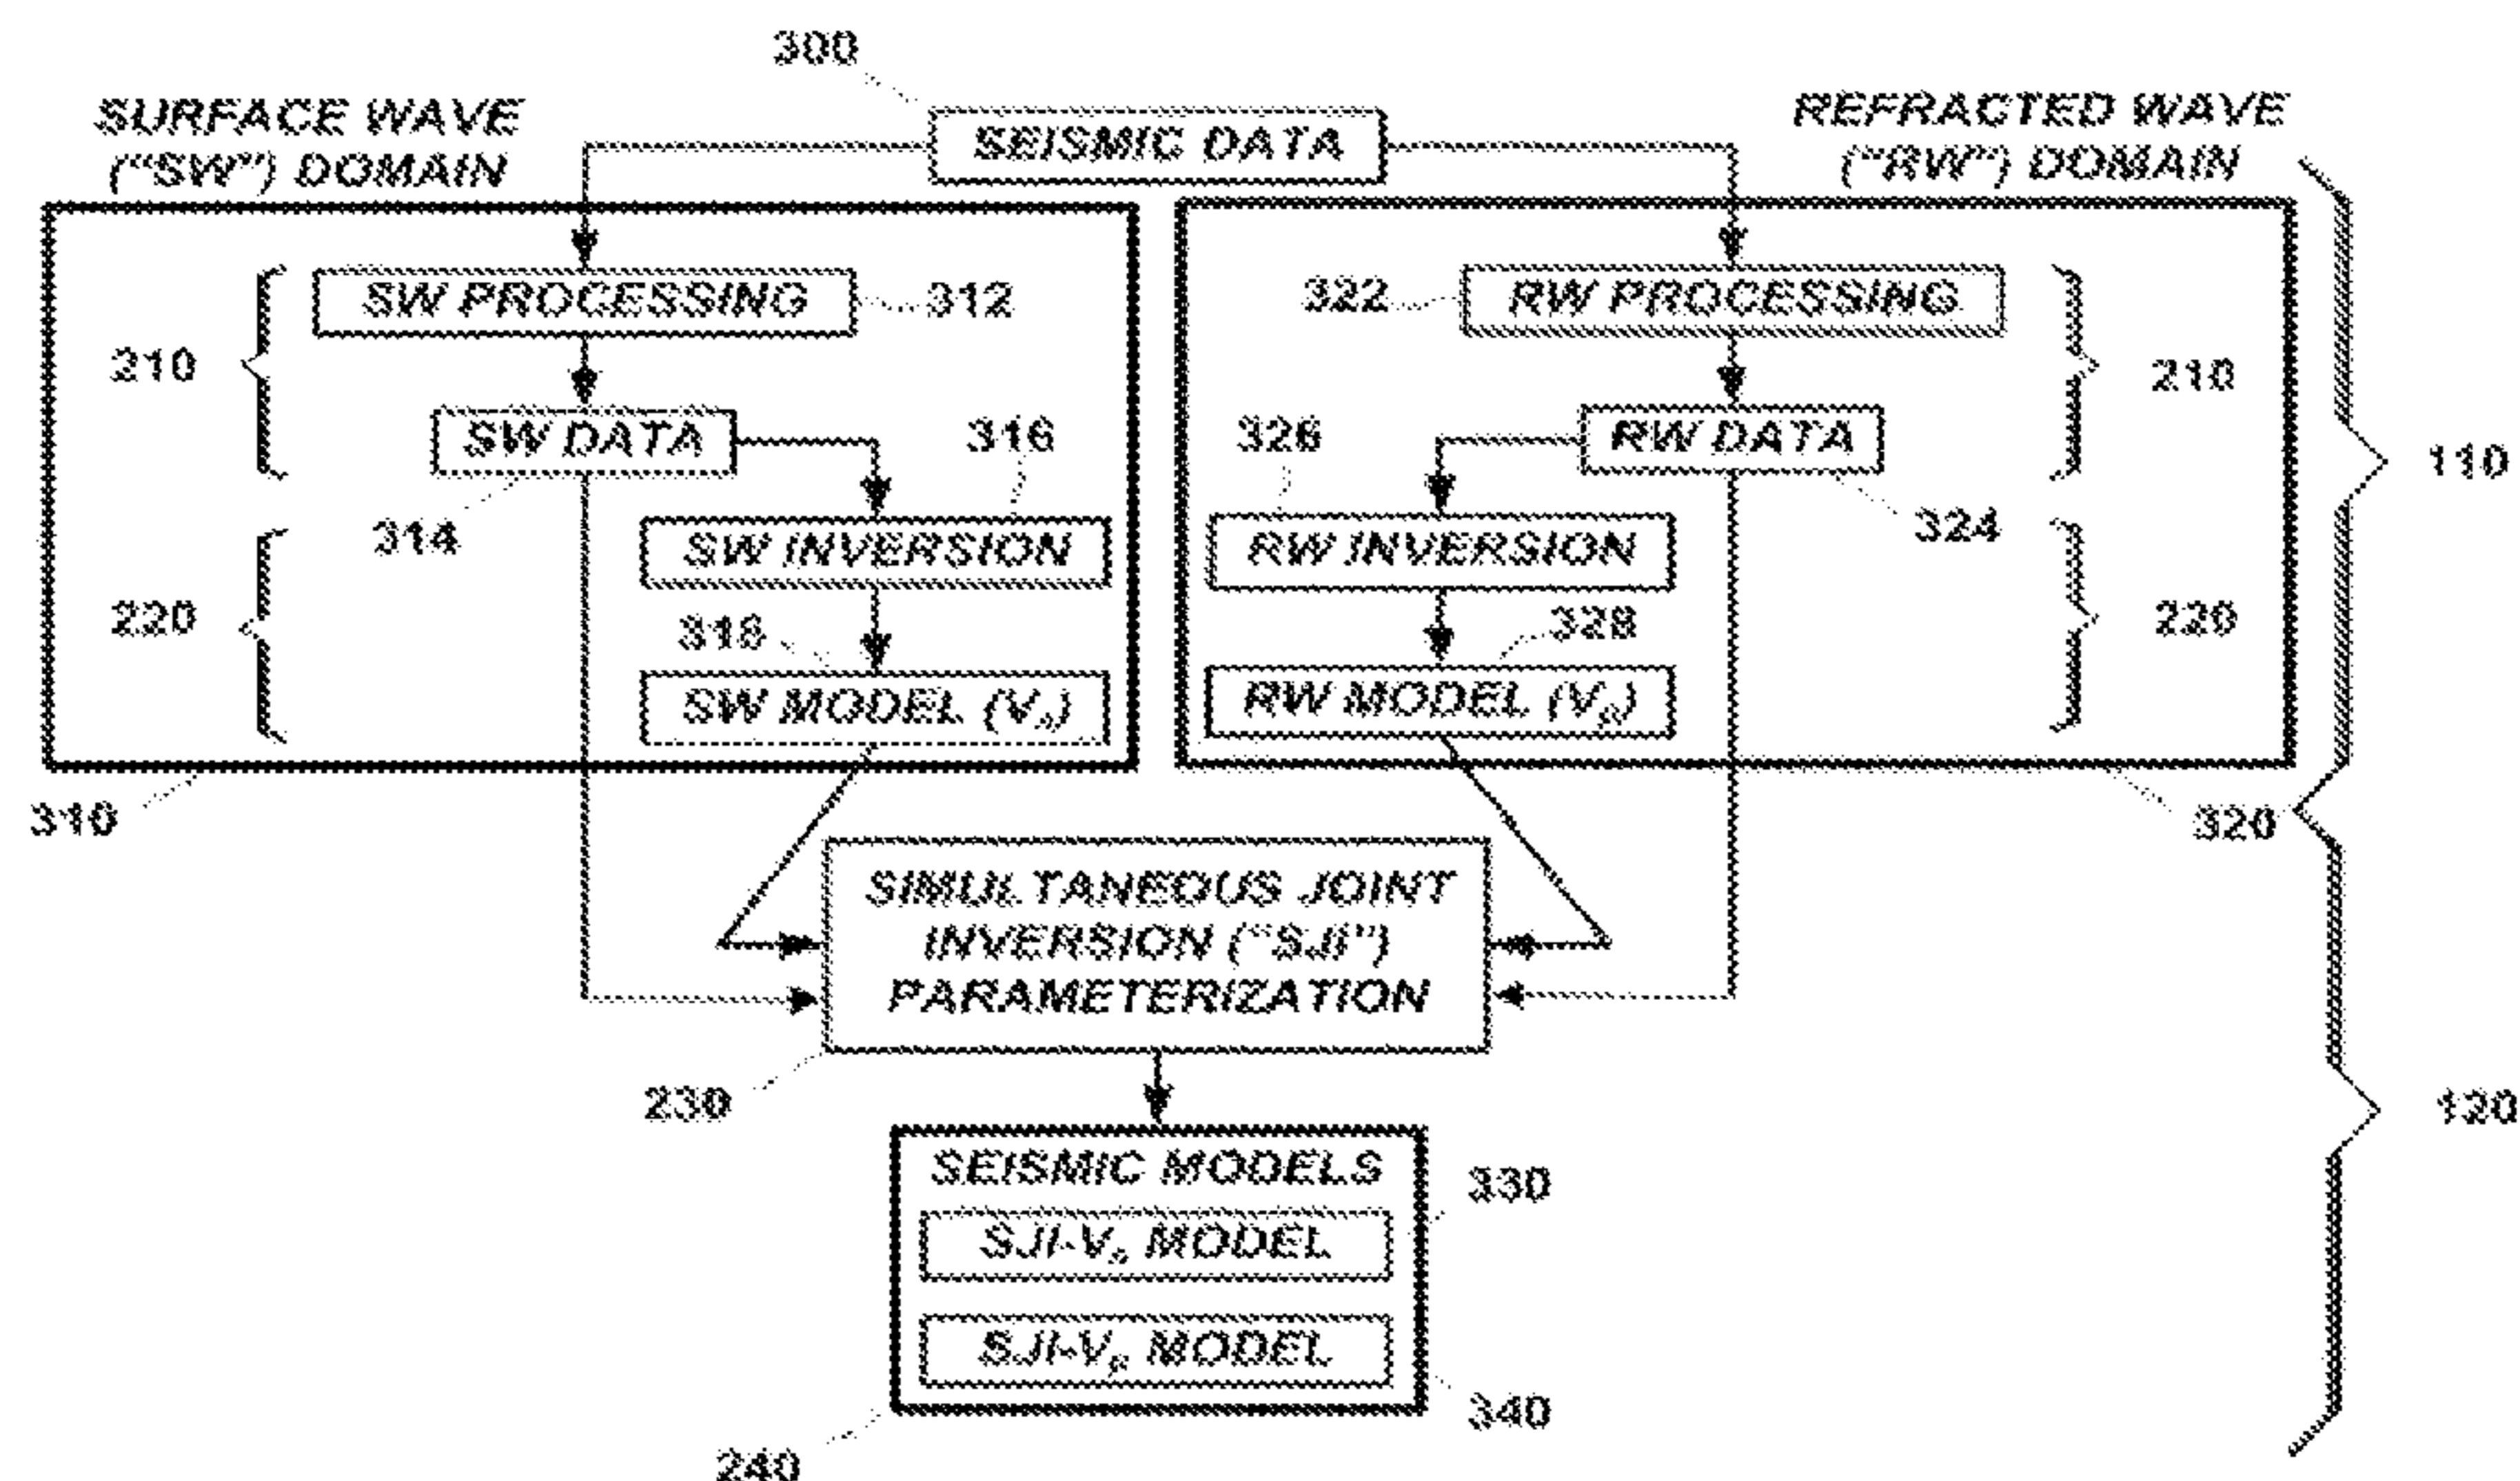 300
SURFACE WAVE
("SW") DOMAIN
SEISMIC DATA
REFRACTED WAVE
("RW") DOMAIN
SW PROCESSING
312
322
RW PROCESSING
210
210
SW DATA
316
326
RW DATA
110
314
SW INVERSION
RW INVERSION
324
220
318
328
220
SW MODEL (Vs)
RW MODEL (VP)
310
320
SIMULTANEOUS JOINT
INVERSION ("SJI")
PARAMETERIZATION
230
120
SEISMIC MODELS
330
SJI-Vs MODEL
SJI-VP MODEL
340
240